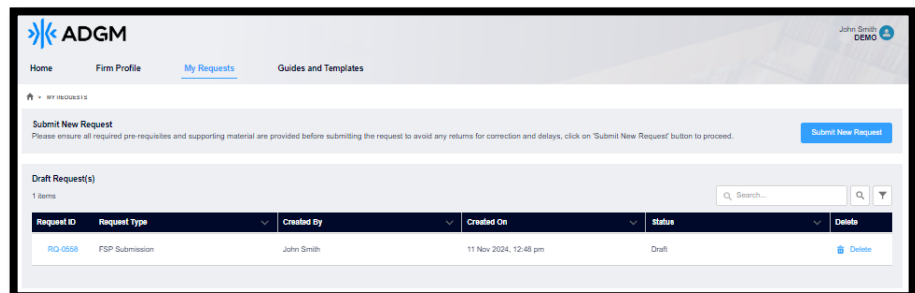 ADGM
John Smith
DEMO
Home Firm Profile My Requests Guides and Templates
MY REQUESTS
Submit New Request
Please ensure all required pre-requisites and supporting material are provided before submitting the request to avoid any returns for correction and delays, click on 'Submit New Request' button to proceed.
Submit New Request
Draft Request(s)
1 items
Search...
Request ID Request Type Created By Created On Status Delete
RQ-0558 FSP Submission John Smith 11 Nov 2024, 12:48 pm Draft Delete